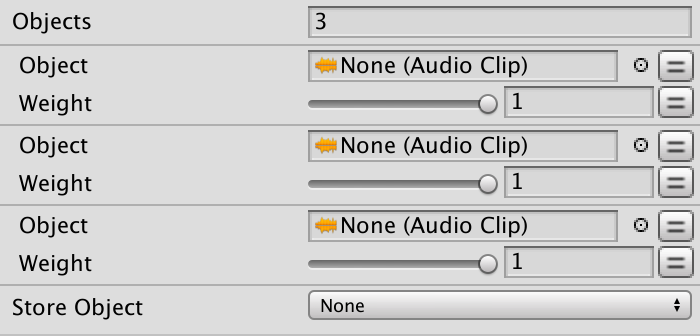 Objects 3
Object None (Audio Clip)
Weight 1
Object None (Audio Clip)
Weight 1
Object None (Audio Clip)
Weight 1
Store Object None